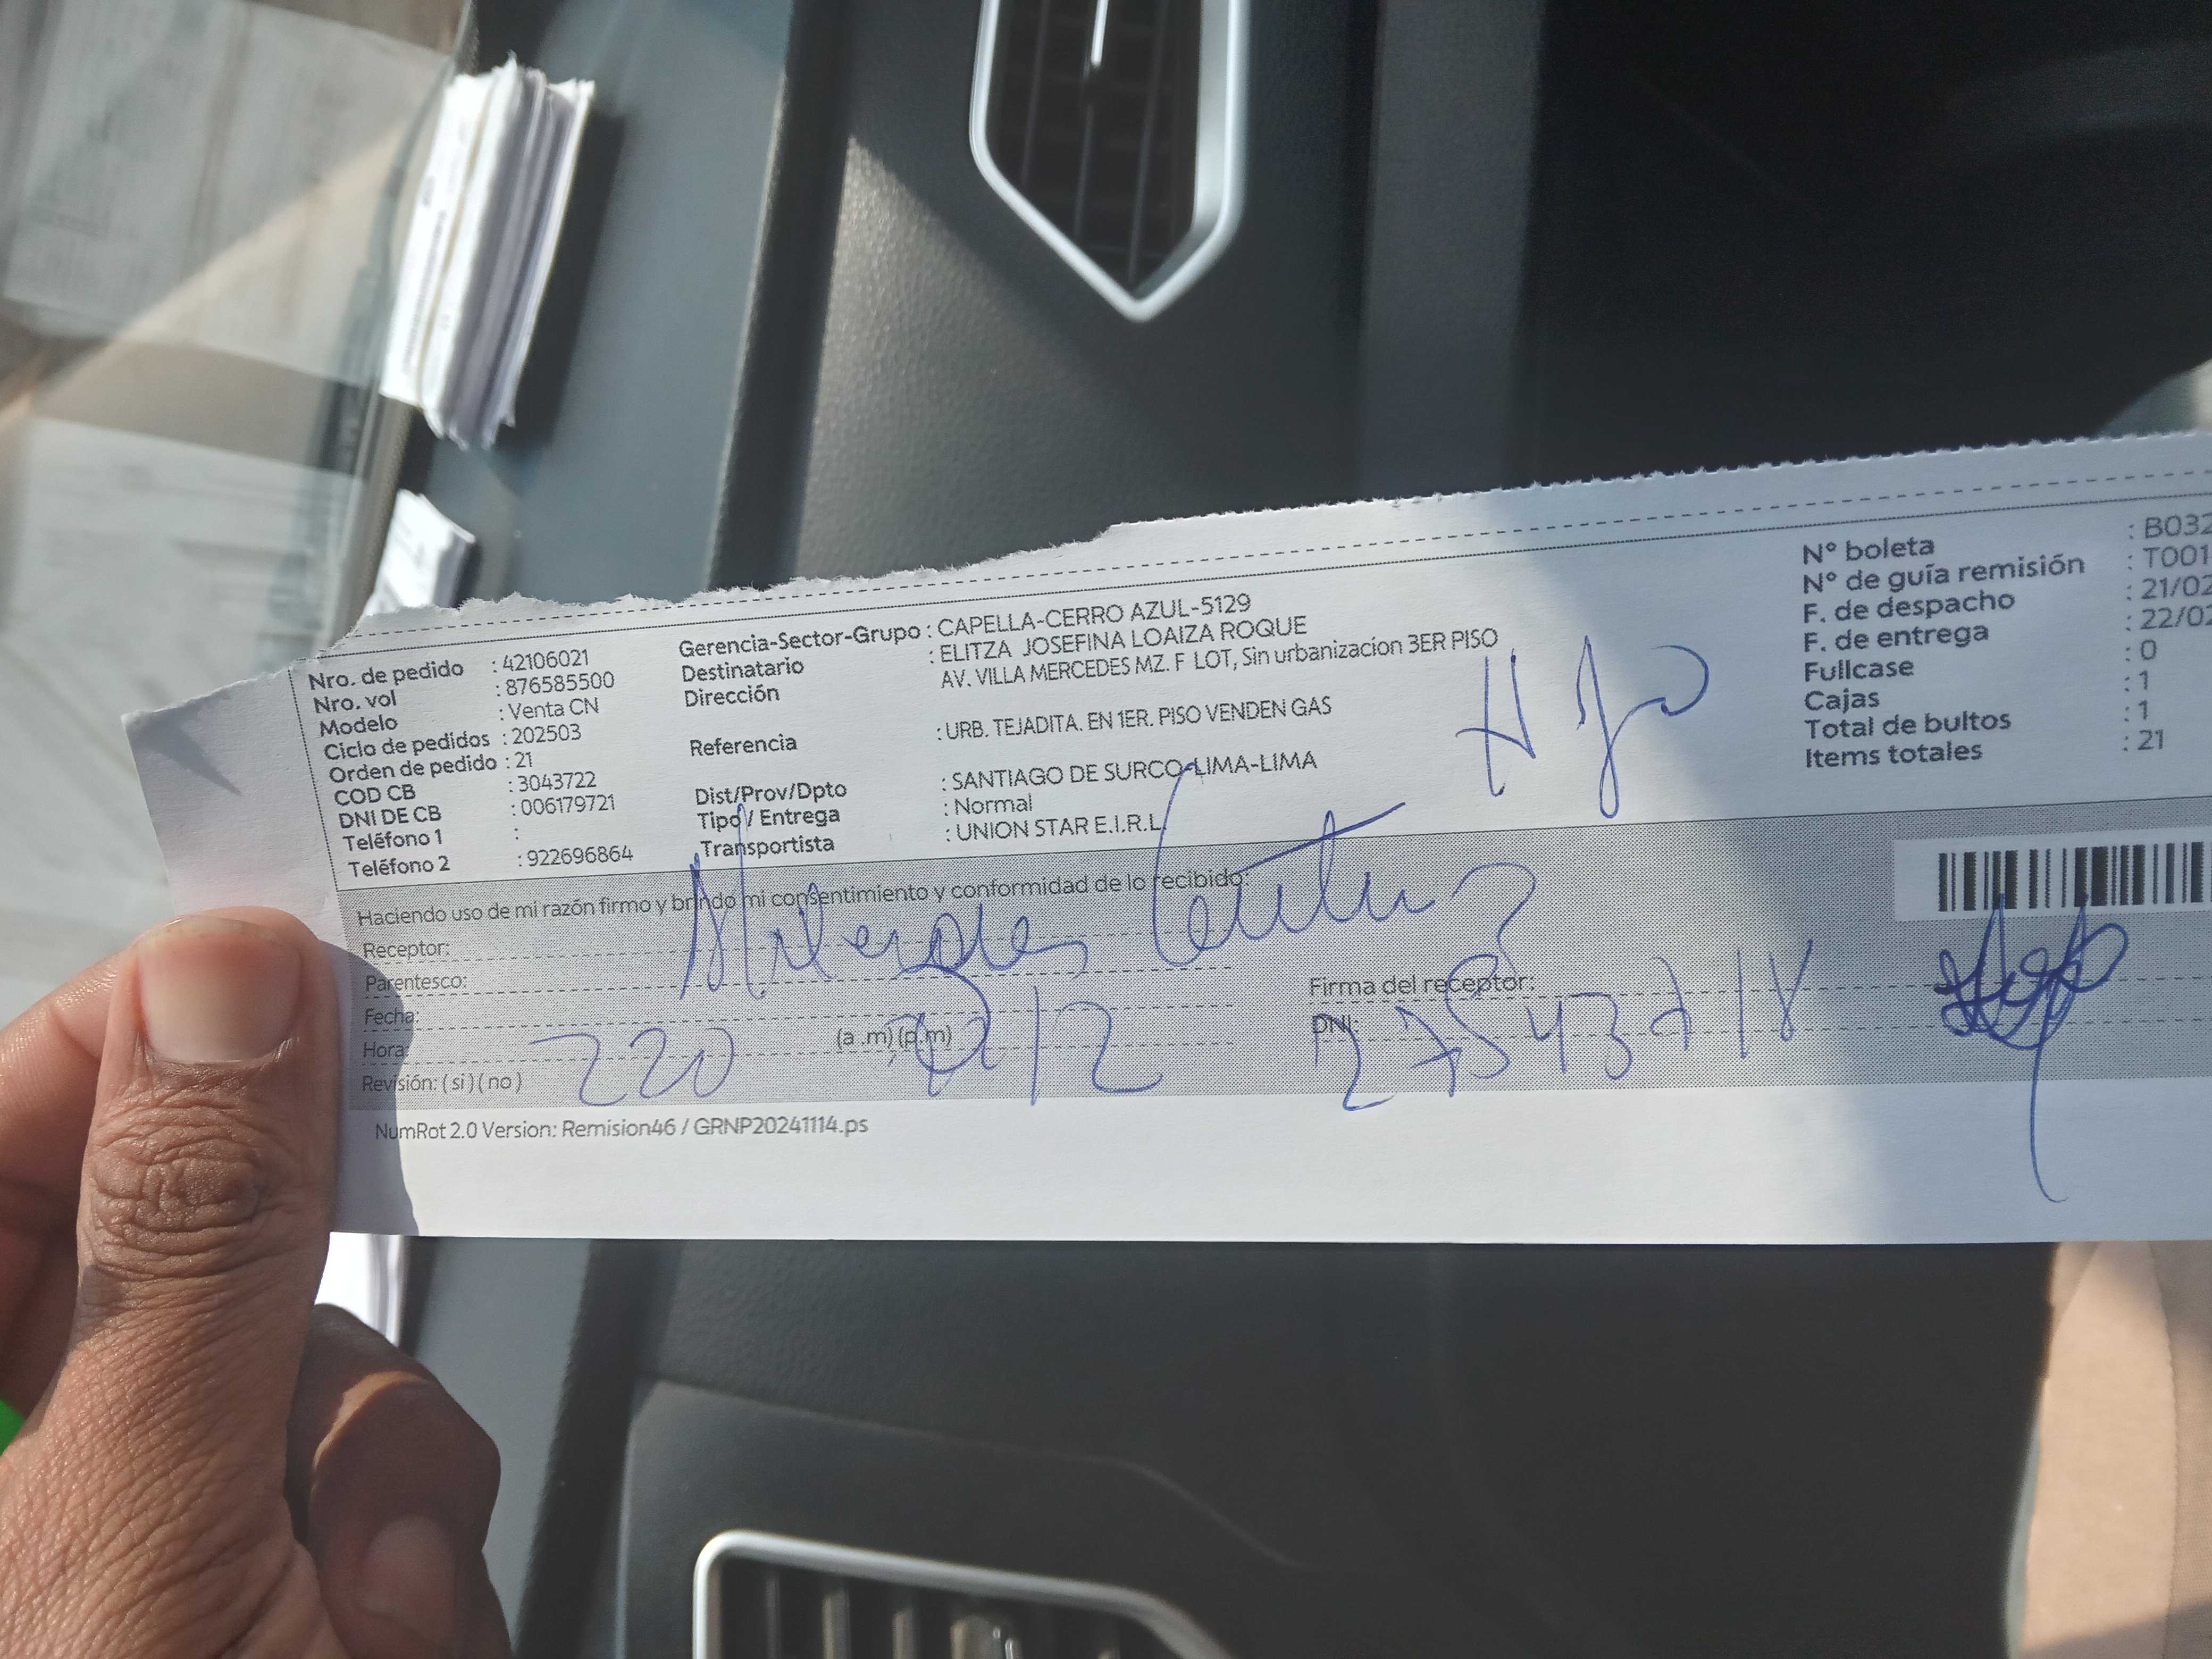 Nro. de pedido : 42106021
Nro. vol : 876585500
Modelo : Venta CN
Ciclo de pedidos : 202503
Orden de pedido : 21
COD CB : 3043722
DNI DE CB : 006179721
Teléfono 1 :
Teléfono 2 : 922696864
Gerencia-Sector-Grupo : CAPELLA-CERRO AZUL-5129
Destinatario : ELITZA JOSEFINA LOAIZA ROQUE
Dirección AV. VILLA MERCEDES MZ. F LOT, Sin urbanizacion 3ER PISO
Referencia : URB. TEJADITA. EN 1ER. PISO VENDEN GAS
Dist/Prov/Dpto : SANTIAGO DE SURCO-LIMA-LIMA
Tipo / Entrega : Normal
Transportista : UNION STAR E.I.R.L.
N° boleta : B032
N° de guía remisión : T001
F. de despacho : 21/02
F. de entrega : 22/02
Fullcase : 0
Cajas : 1
Total de bultos : 1
Items totales : 21
Haciendo uso de mi razón firmo y brindo mi consentimiento y conformidad de lo recibido:
Receptor:
Parentesco:
Fecha:
Hora: (a .m) (p.m)
Revisión: ( si ) ( no )
Firma del receptor:
DNI:
220
NumRot 2.0 Version: Remision46 / GRNP20241114.ps